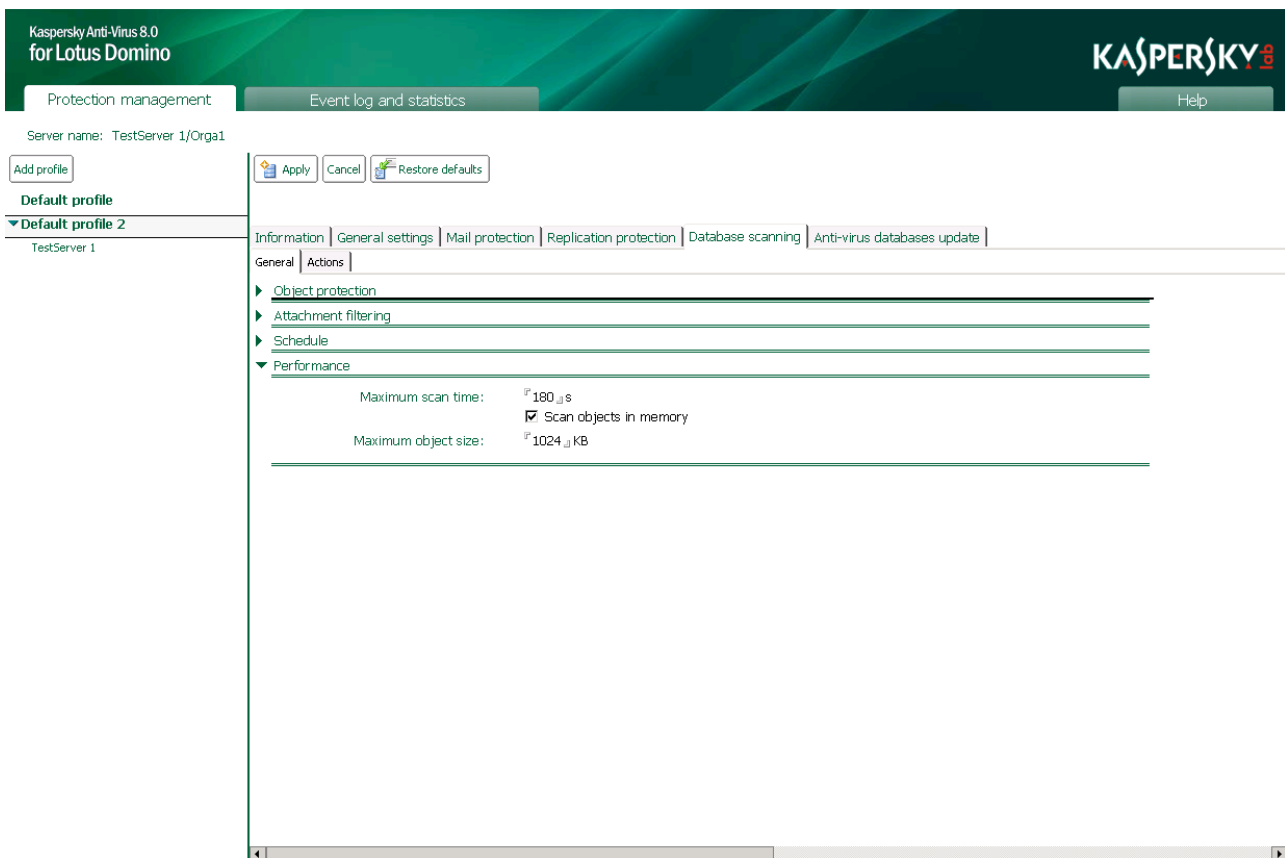 Kaspersky Anti-Virus 8.0
for Lotus Domino
KASPERSKY lab
Protection management
Event log and statistics
Help
Server name: TestServer 1/Orga1
Add profile
Apply
Cancel
Restore defaults
Default profile
Default profile 2
TestServer 1
Information
General settings
Mail protection
Replication protection
Database scanning
Anti-virus databases update
General
Actions
Object protection
Attachment filtering
Schedule
Performance
Maximum scan time: 180 s
Scan objects in memory
Maximum object size: 1024 KB